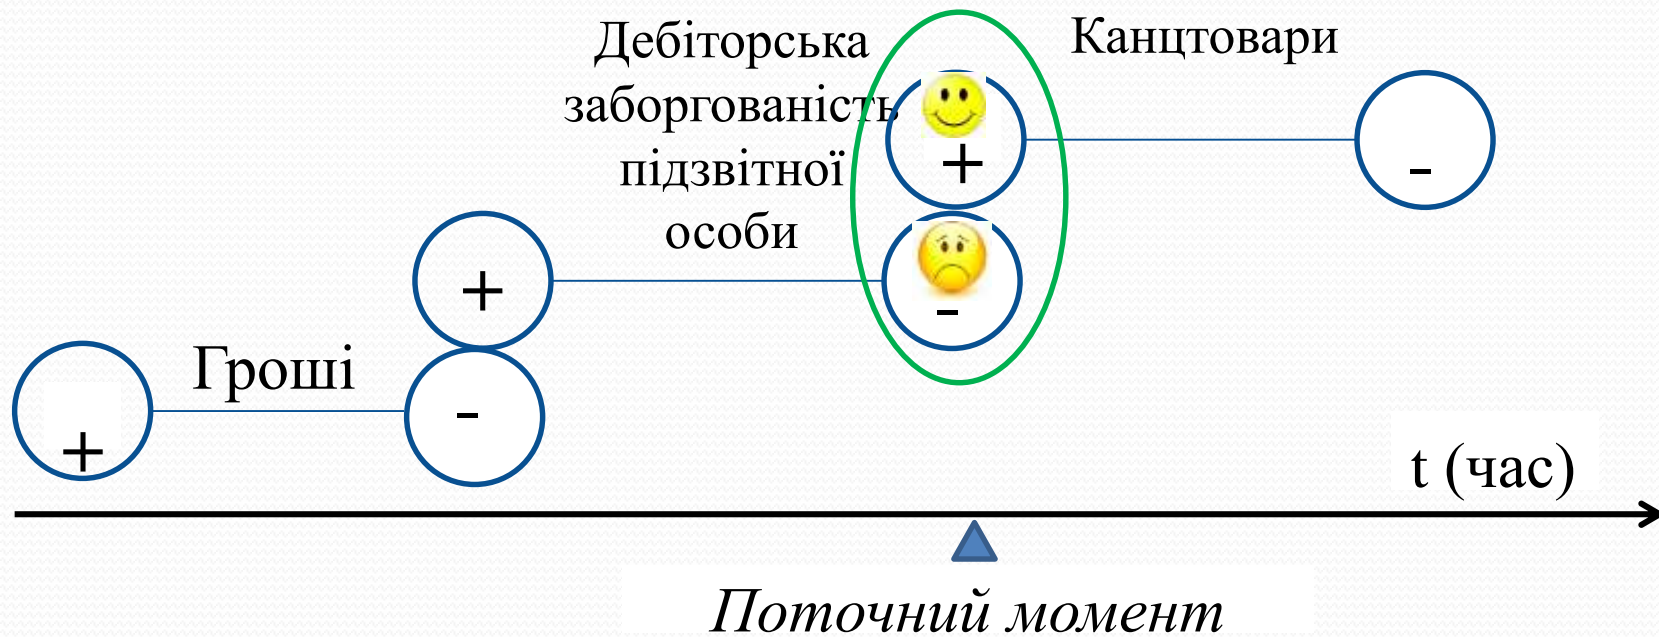 Дебіторська
заборгованість
підзвітної
особи
Канцтовари
+
-
+
-
Гроші
+
-
t (час)
Поточний момент